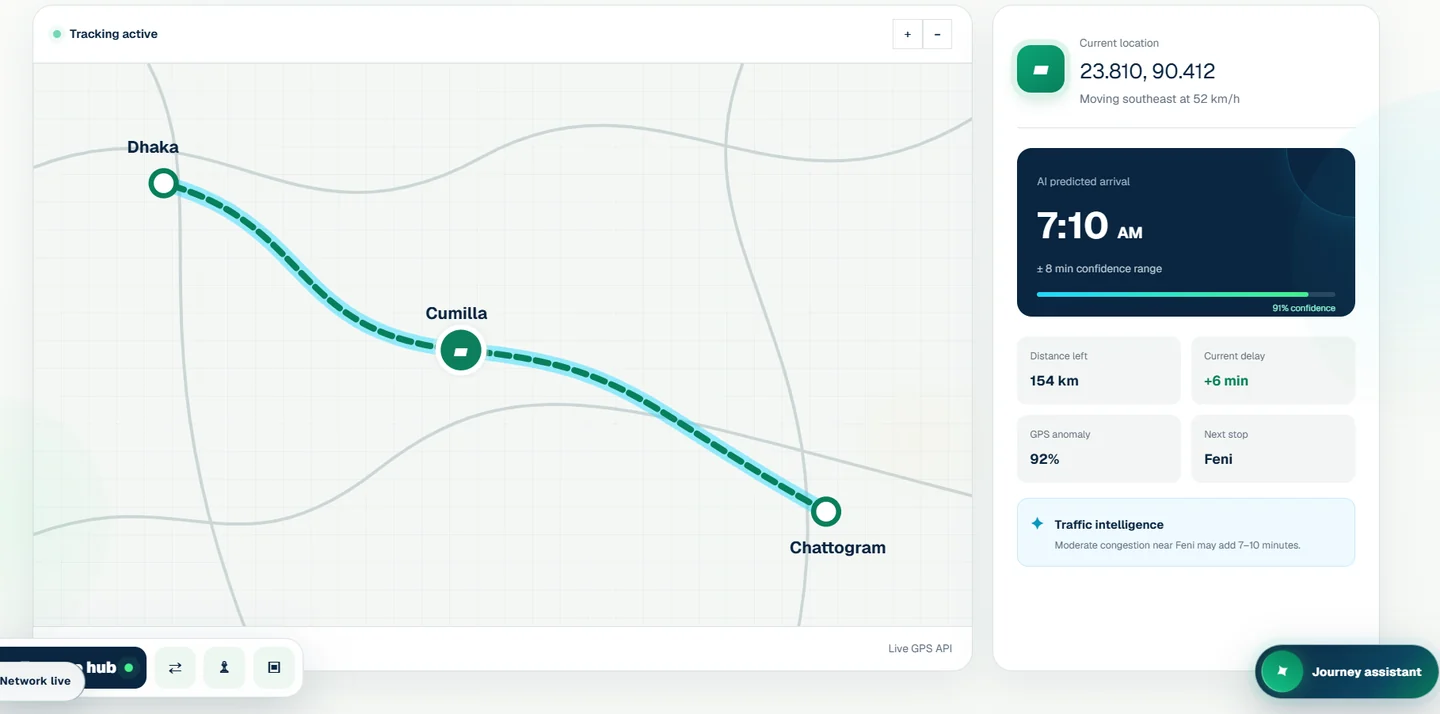 Tracking active
+
−
Dhaka
Cumilla
Chattogram
Live GPS API
hub
Network live
Current location
23.810, 90.412
Moving southeast at 52 km/h
AI predicted arrival
7:10 AM
± 8 min confidence range
91% confidence
Distance left
154 km
Current delay
+6 min
GPS anomaly
92%
Next stop
Feni
Traffic intelligence
Moderate congestion near Feni may add 7–10 minutes.
Journey assistant